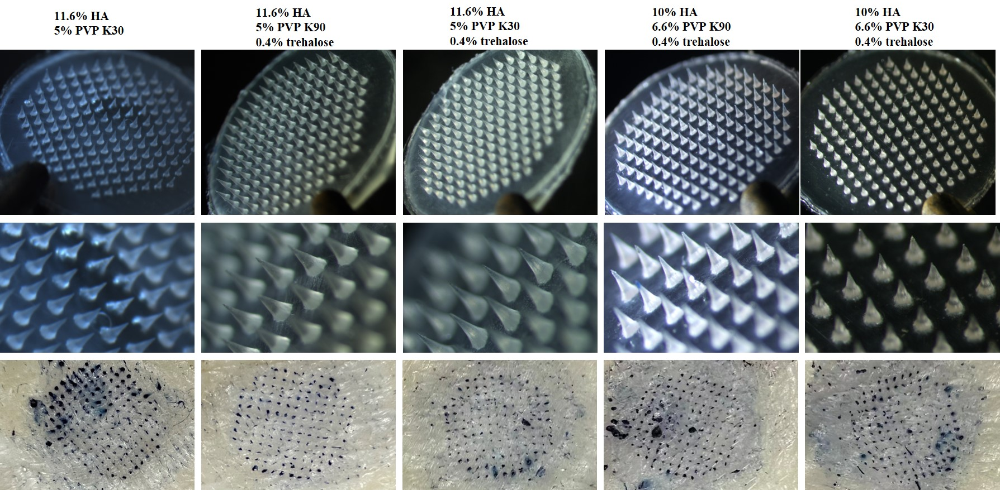 11.6% HA
5% PVP K30
11.6% HA
5% PVP K90
0.4% trehalose
11.6% HA
5% PVP K30
0.4% trehalose
10% HA
6.6% PVP K90
0.4% trehalose
10% HA
6.6% PVP K30
0.4% trehalose